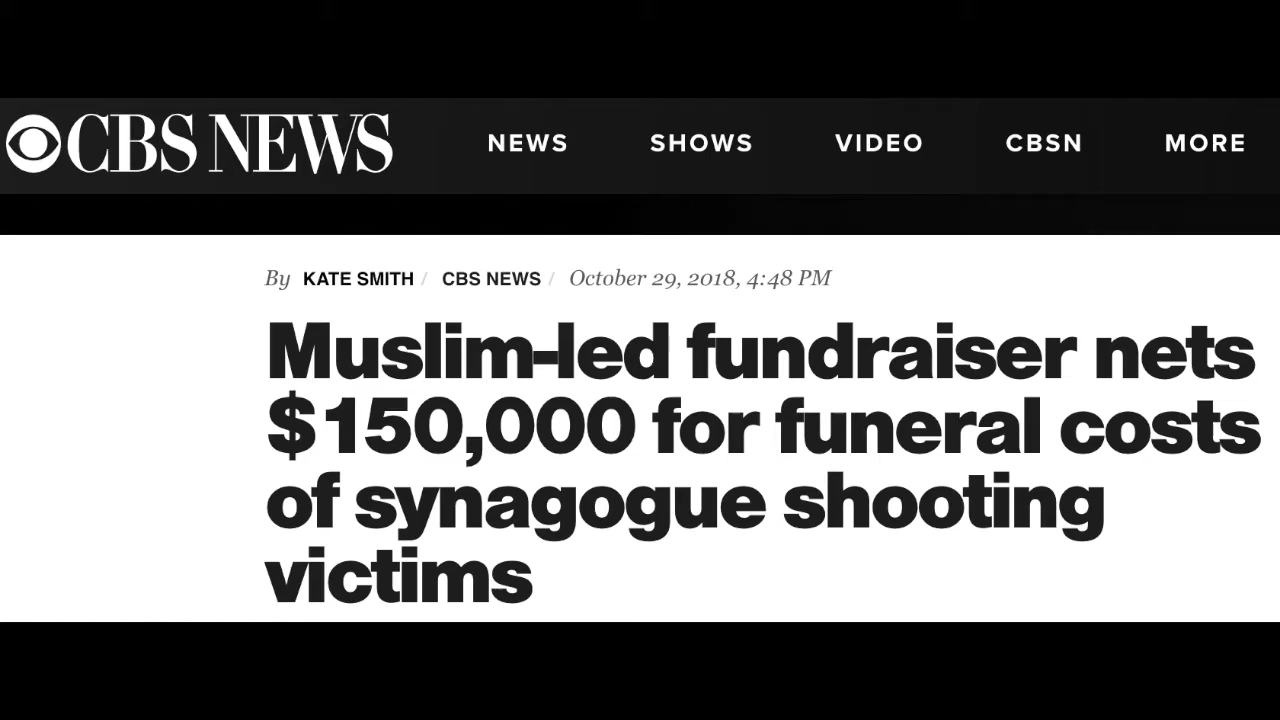 CBS NEWS NEWS SHOWS VIDEO CBSN MORE
By KATE SMITH / CBS NEWS / October 29, 2018, 4:48 PM
Muslim-led fundraiser nets
$150,000 for funeral costs
of synagogue shooting
victims